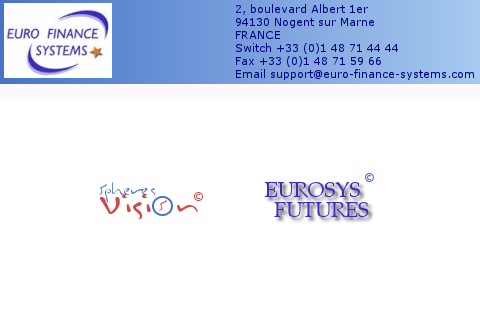 EURO FINANCE
SYSTEMS
2, boulevard Albert 1er
94130 Nogent sur Marne
FRANCE
Switch +33 (0)1 48 71 44 44
Fax +33 (0)1 48 71 59 66
Email support@euro-finance-systems.com
Spheres
Vision©
EUROSYS©
FUTURES